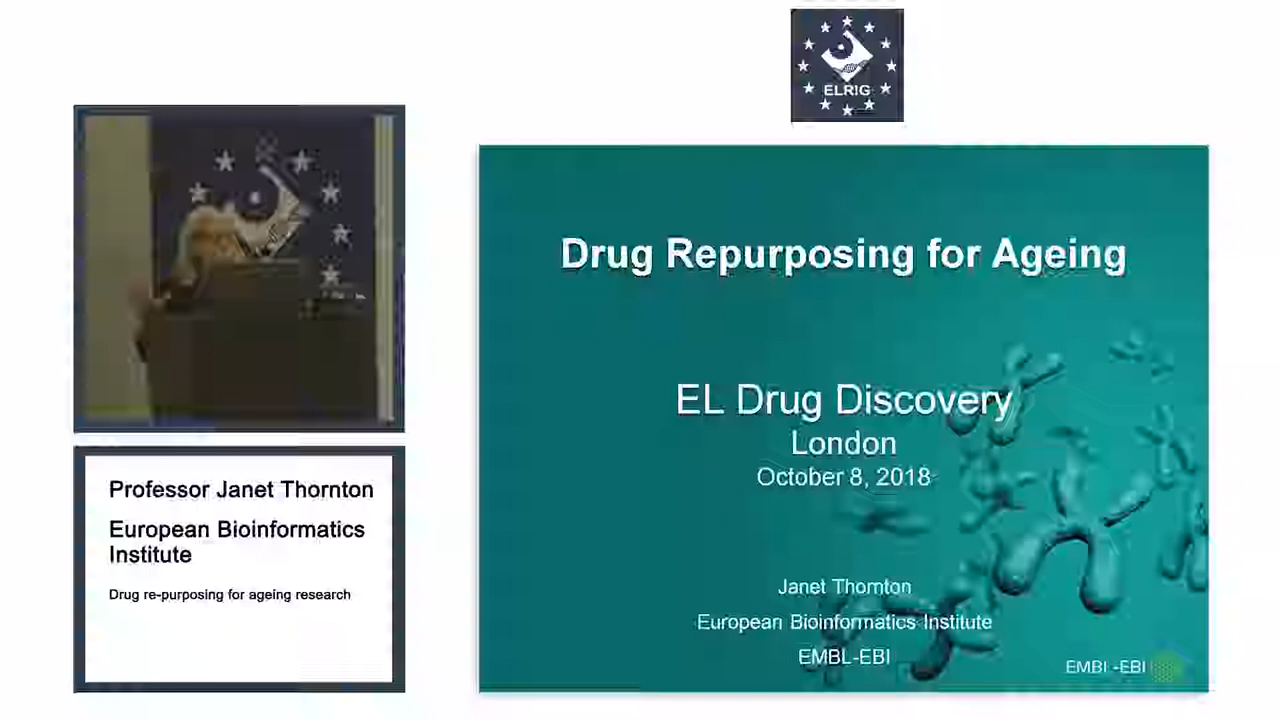 ELRIG
Professor Janet Thornton
European Bioinformatics
Institute
Drug re-purposing for ageing research
Drug Repurposing for Ageing
EL Drug Discovery
London
October 8, 2018
Janet Thornton
European Bioinformatics Institute
EMBL-EBI
EMBL-EBI